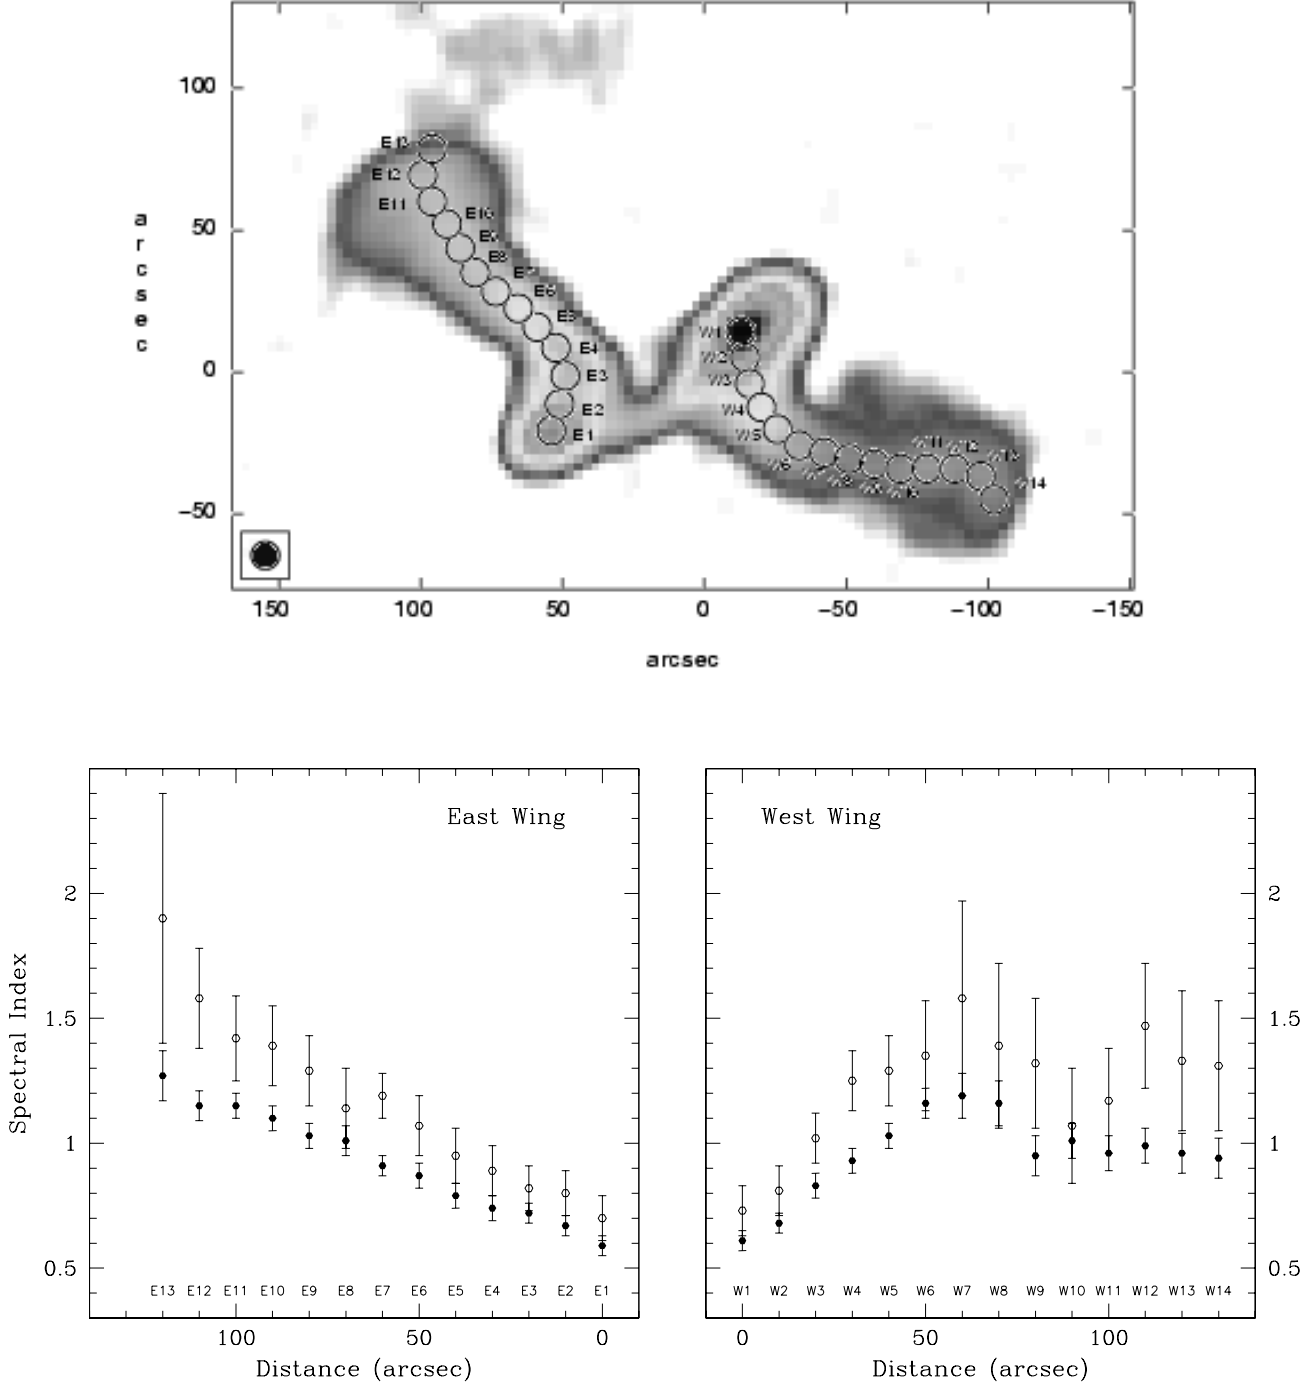 100
50
0
−50
a
r
c
s
e
c
E13
E12
E11
E10
E9
E8
E7
E6
E5
E4
E3
E2
E1
W1
W2
W3
W4
W5
W6
W11
W12
W13
W14
W10
150
100
50
0
−50
−100
−150
arcsec
East Wing
West Wing
2
1.5
1
0.5
2
1.5
1
0.5
Spectral Index
E13 E12 E11 E10 E9 E8 E7 E6 E5 E4 E3 E2 E1
W1 W2 W3 W4 W5 W6 W7 W8 W9 W10 W11 W12 W13 W14
100 50 0
0 50 100
Distance (arcsec)
Distance (arcsec)